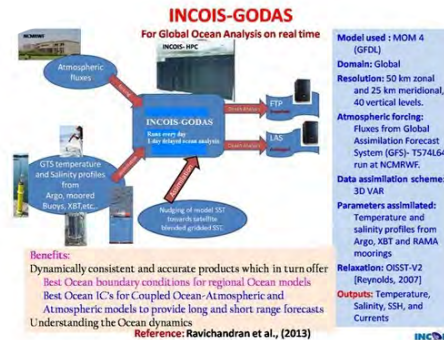 INCOIS-GODAS
For Global Ocean Analysis on real time
NCMRWF
INCOIS- HPC
Atmospheric
fluxes
INCOIS-GODAS
Runs every day
1 day delayed ocean analysis
FTP
LAS
GTS temperature
and Salinity profiles
from
Argo, moored
Buoys, XBT,etc.
Assimilation
Nudging of model SST
towards satellite
blended gridded SST.
Model used : MOM 4
(GFDL)
Domain: Global
Resolution: 50 km zonal
and 25 km meridional,
40 vertical levels.
Atmospheric forcing:
Fluxes from Global
Assimilation Forecast
System (GFS)- T574L64
run at NCMRWF.
Data assimilation scheme:
3D VAR
Parameters assimilated:
Temperature and
salinity profiles from
Argo, XBT and RAMA
moorings
Relaxation: OISST-V2
[Reynolds, 2007]
Outputs: Temperature,
Salinity, SSH, and
Currents
Benefits:
Dynamically consistent and accurate products which in turn offer
Best Ocean boundary conditions for regional Ocean models
Best Ocean IC's for Coupled Ocean-Atmospheric and
Atmospheric models to provide long and short range forecasts
Understanding the Ocean dynamics
Reference: Ravichandran et al., (2013)